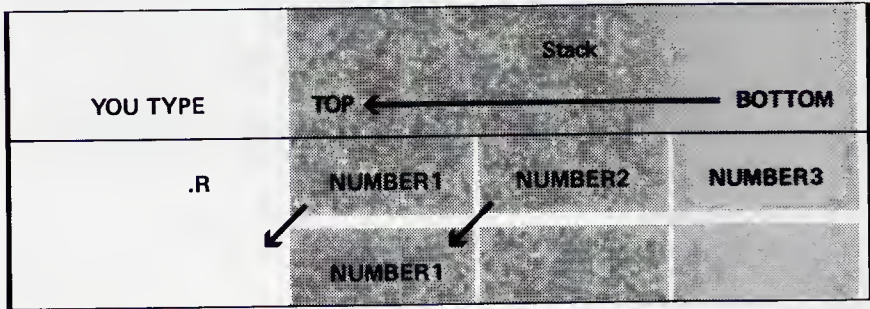 Stack
YOU TYPE TOP BOTTOM
.R NUMBER1 NUMBER2 NUMBER3
NUMBER1